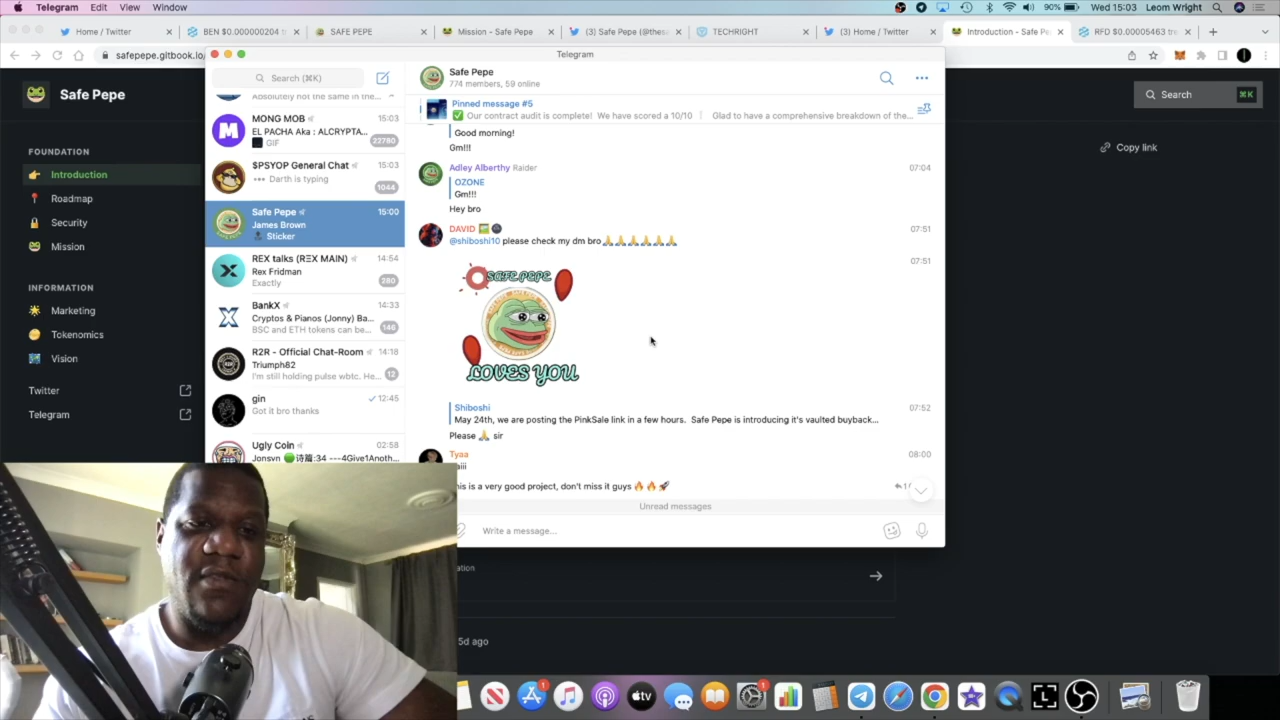 Telegram Edit View Window
90% Wed 15:03 Leom Wright
Home / Twitter
BEN $0.000000204
SAFE PEPE
Mission - Safe Pepe
(3) Safe Pepe (@thesa
TECHRIGHT
(3) Home / Twitter
Introduction - Safe Pe
RFD $0.00005463
safepepe.gitbook.io/
Telegram
Safe Pepe
Search ⌘K
Copy link
FOUNDATION
Introduction
Roadmap
Security
Mission
INFORMATION
Marketing
Tokenomics
Vision
Twitter
Telegram
Search (⌘K)
Absolutely not the same in the...
MONG MOB 15:03
EL PACHA Aka : ALCRYPTA...
GIF 22780
$PSYOP General Chat 15:03
••• Darth is typing
1044
Safe Pepe 15:00
James Brown
Sticker
REX talks (RΞX MAIN) 14:54
Rex Fridman
Exactly 280
BankX 14:33
Cryptos & Pianos (Jonny) Ba...
BSC and ETH tokens can be... 146
R2R - Official Chat-Room 14:18
Triumph82
I'm still holding pulse wbtc. He... 12
gin 12:45
Got it bro thanks
Ugly Coin 02:58
Jonsyn 🟢诗篇:34 ---4Give1Anoth...
Safe Pepe
774 members, 59 online
Pinned message #5
✅ Our contract audit is complete! We have scored a 10/10 | Glad to have a comprehensive breakdown of the...
Good morning!
Gm!!!
Adley Alberthy Raider 07:04
OZONE
Gm!!!
Hey bro
DAVID 07:51
@shiboshi10 please check my dm bro🙏🙏🙏🙏🙏🙏
07:51
SAFE PEPE
LOVES YOU
Shiboshi 07:52
May 24th, we are posting the PinkSale link in a few hours. Safe Pepe is introducing it's vaulted buyback...
Please 🙏 sir
Tyaa 08:00
his is a very good project, don't miss it guys 🔥🔥🚀
Unread messages
Write a message...
5d ago